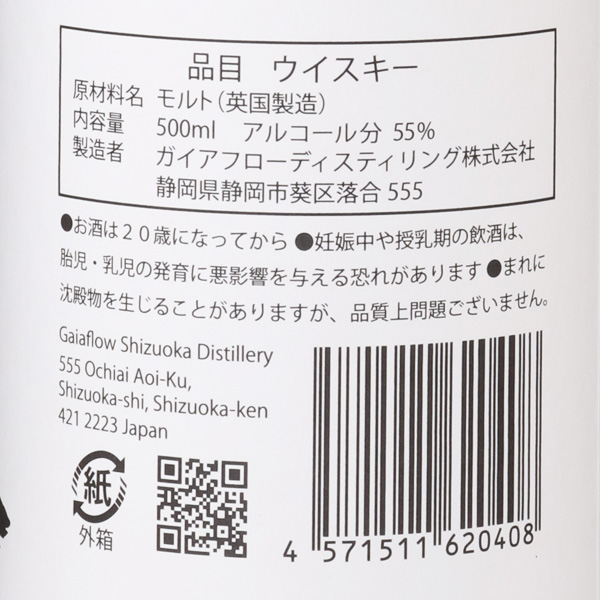 品目 ウイスキー
原材料名 モルト（英国製造）
内容量 500ml アルコール分 55%
製造者 ガイアフローディスティリング株式会社
静岡県静岡市葵区落合 555
●お酒は２０歳になってから ●妊娠中や授乳期の飲酒は、
胎児・乳児の発育に悪影響を与える恐れがあります ●まれに
沈殿物を生じることがありますが、品質上問題ございません。
Gaiaflow Shizuoka Distillery
555 Ochiai Aoi-Ku,
Shizuoka-shi, Shizuoka-ken
421 2223 Japan
紙
外箱
4 571511 620408